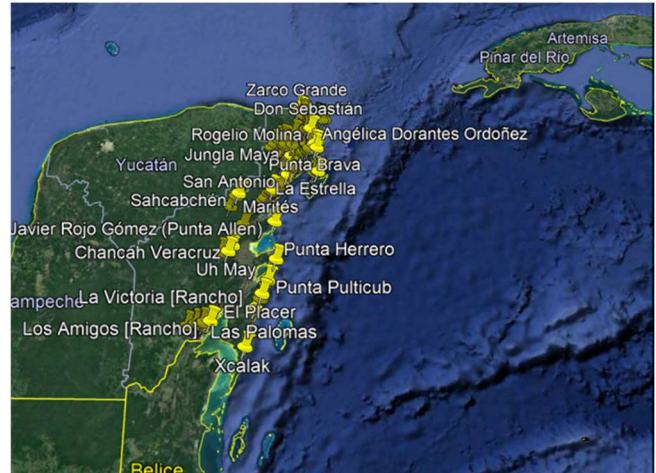 Artemisa
Pinar del Río
Zarco Grande
Don Sebastián
Rogelio Molina
Angélica Dorantes Ordoñez
Jungla Maya
Punta Brava
Yucatán
San Antonio
La Estrella
Sahcabchén
Marités
Javier Rojo Gómez (Punta Allen)
Chancah Veracruz
Punta Herrero
Uh May
Punta Pulticub
ampeche
La Victoria [Rancho]
El Placer
Los Amigos [Rancho]
Las Palomas
Xcalak
Belice